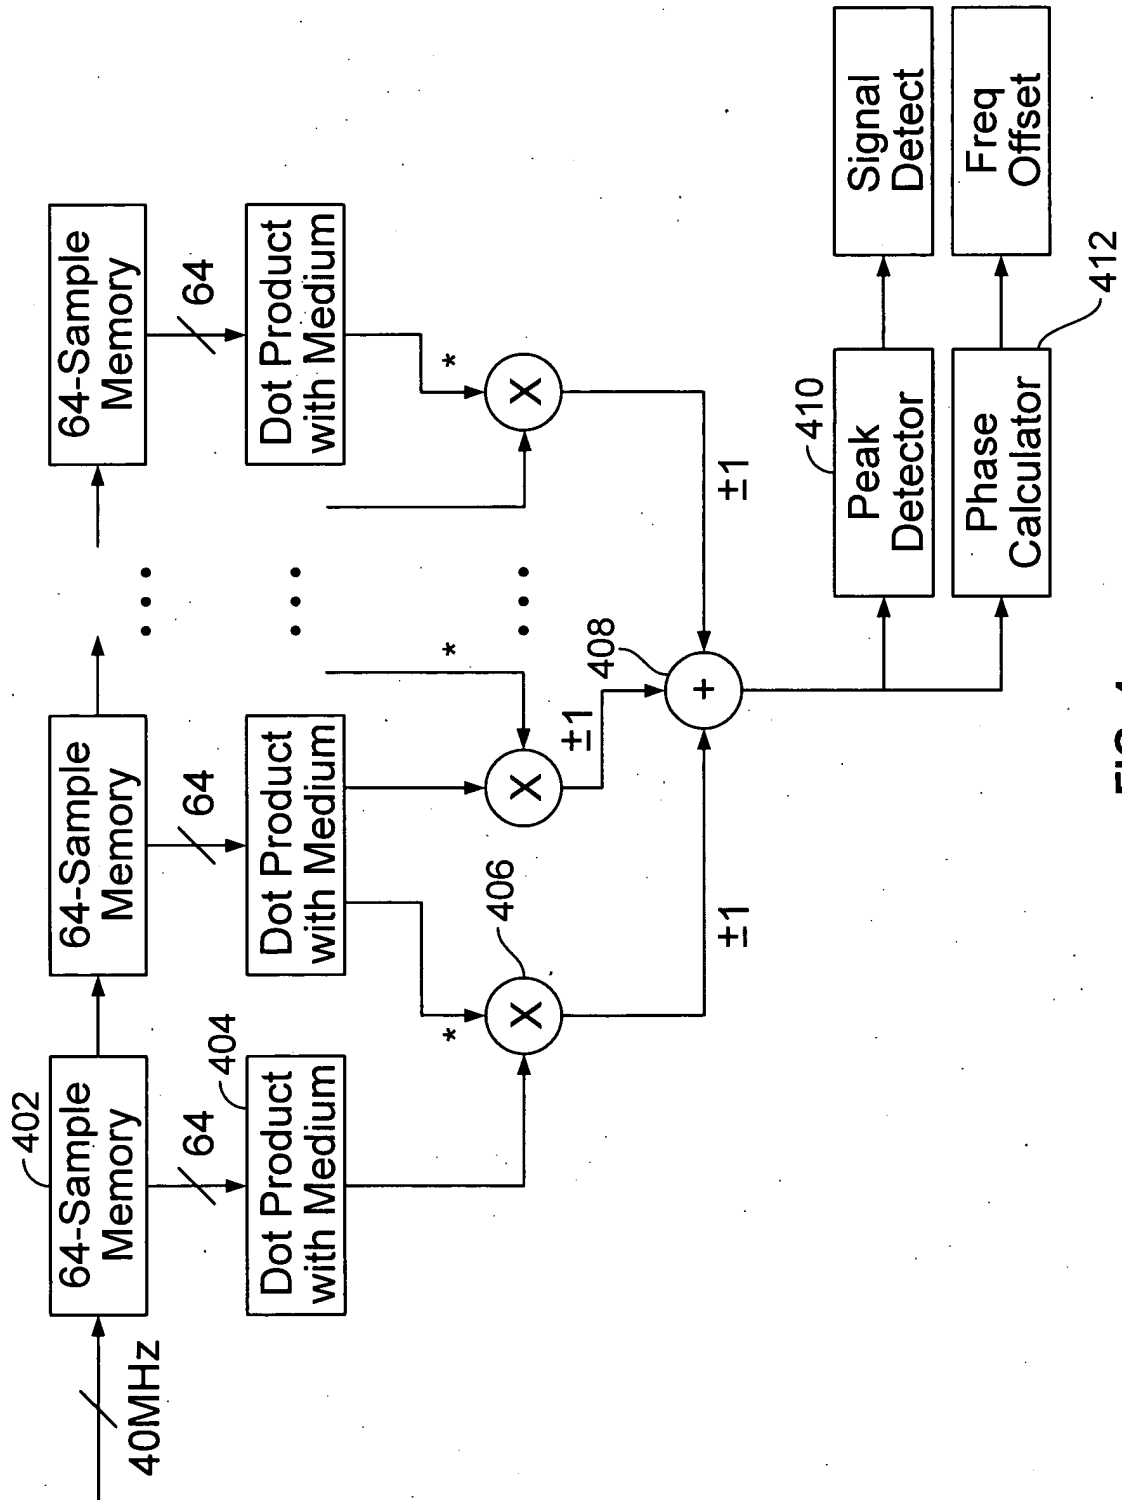 402
64-Sample
Memory
64-Sample
Memory
64-Sample
Memory
40MHz
64
64
64
404
Dot Product
with Medium
Dot Product
with Medium
Dot Product
with Medium
*
*
*
X
X
X
406
±1
±1
±1
408
+
410
Peak
Detector
Signal
Detect
Phase
Calculator
Freq
Offset
412